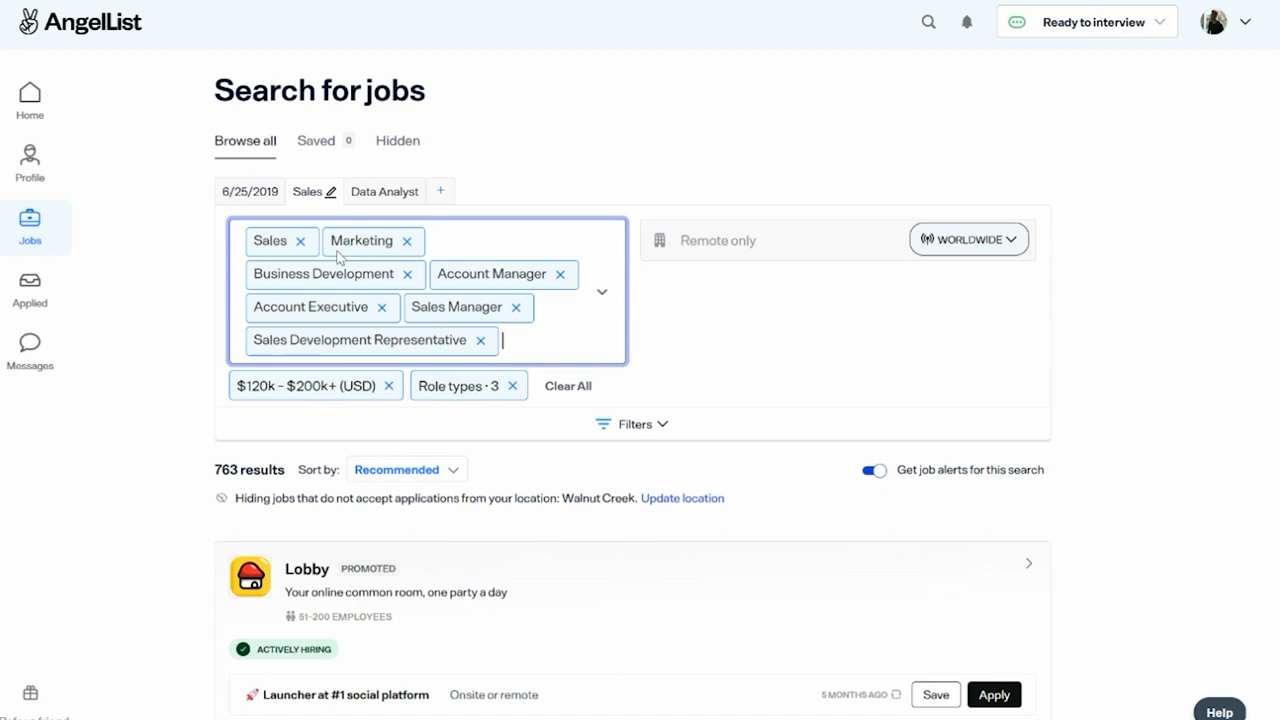 AngelList
Ready to interview
Home
Profile
Jobs
Applied
Messages
Search for jobs
Browse all Saved 0 Hidden
6/25/2019 Sales Data Analyst +
Sales × Marketing ×
Business Development × Account Manager ×
Account Executive × Sales Manager ×
Sales Development Representative ×
Remote only WORLDWIDE
$120k - $200k+ (USD) × Role types · 3 × Clear All
Filters
763 results Sort by: Recommended Get job alerts for this search
Hiding jobs that do not accept applications from your location: Walnut Creek. Update location
Lobby PROMOTED
Your online common room, one party a day
51-200 EMPLOYEES
ACTIVELY HIRING
🚀 Launcher at #1 social platform Onsite or remote 5 MONTHS AGO Save Apply
Help